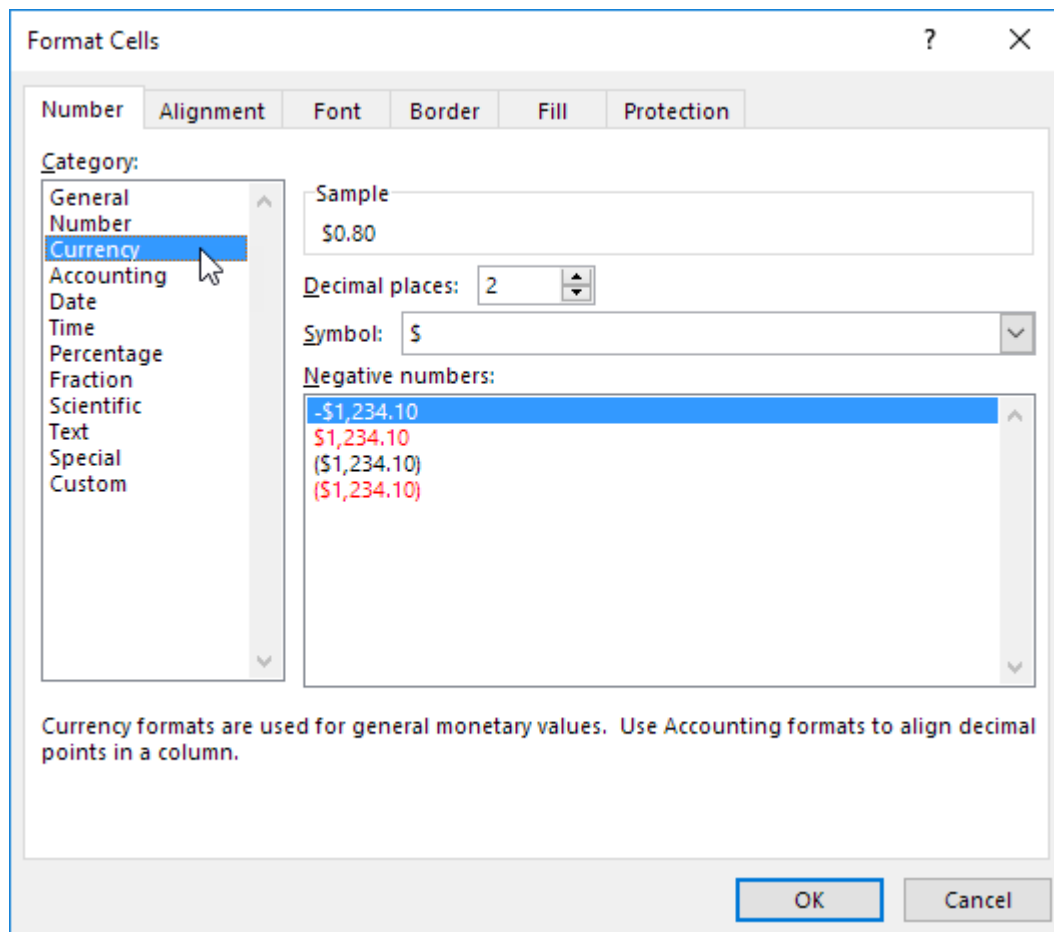 Format Cells ?
Number Alignment Font Border Fill Protection
Category:
General
Number
Currency
Accounting
Date
Time
Percentage
Fraction
Scientific
Text
Special
Custom
Sample
$0.80
Decimal places: 2
Symbol: $
Negative numbers:
-$1,234.10
$1,234.10
($1,234.10)
($1,234.10)
Currency formats are used for general monetary values.  Use Accounting formats to align decimal
points in a column.
OK Cancel